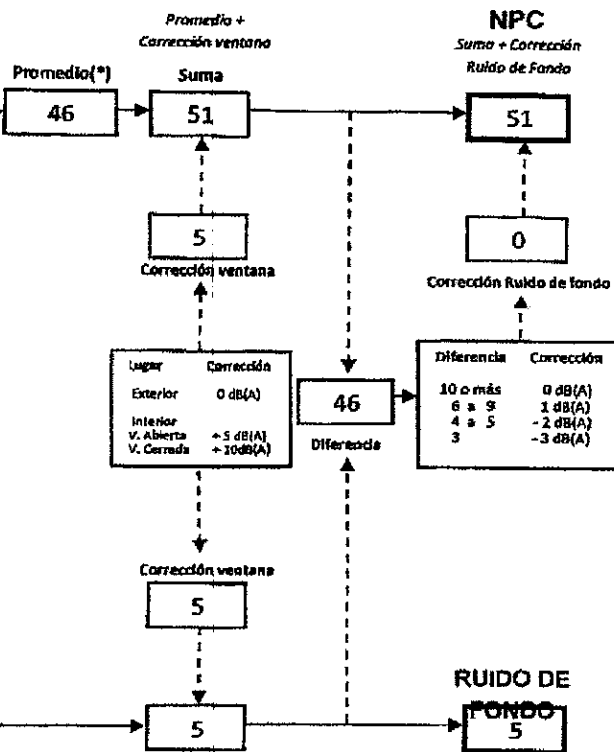 Promedio +
Corrección ventana
NPC
Suma + Corrección
Ruido de Fondo
Promedio(*)
Suma
46
51
51
5
0
Corrección ventana
Corrección Ruido de fondo
Lugar Corrección
Exterior 0 dB(A)
Interior
V. Abierta + 5 dB(A)
V. Cerrada + 10dB(A)
46
Diferencia
Diferencia Corrección
10 o más 0 dB(A)
6 a 9 1 dB(A)
4 a 5 - 2 dB(A)
3 -3 dB(A)
Corrección ventana
5
RUIDO DE
FONDO
5
5